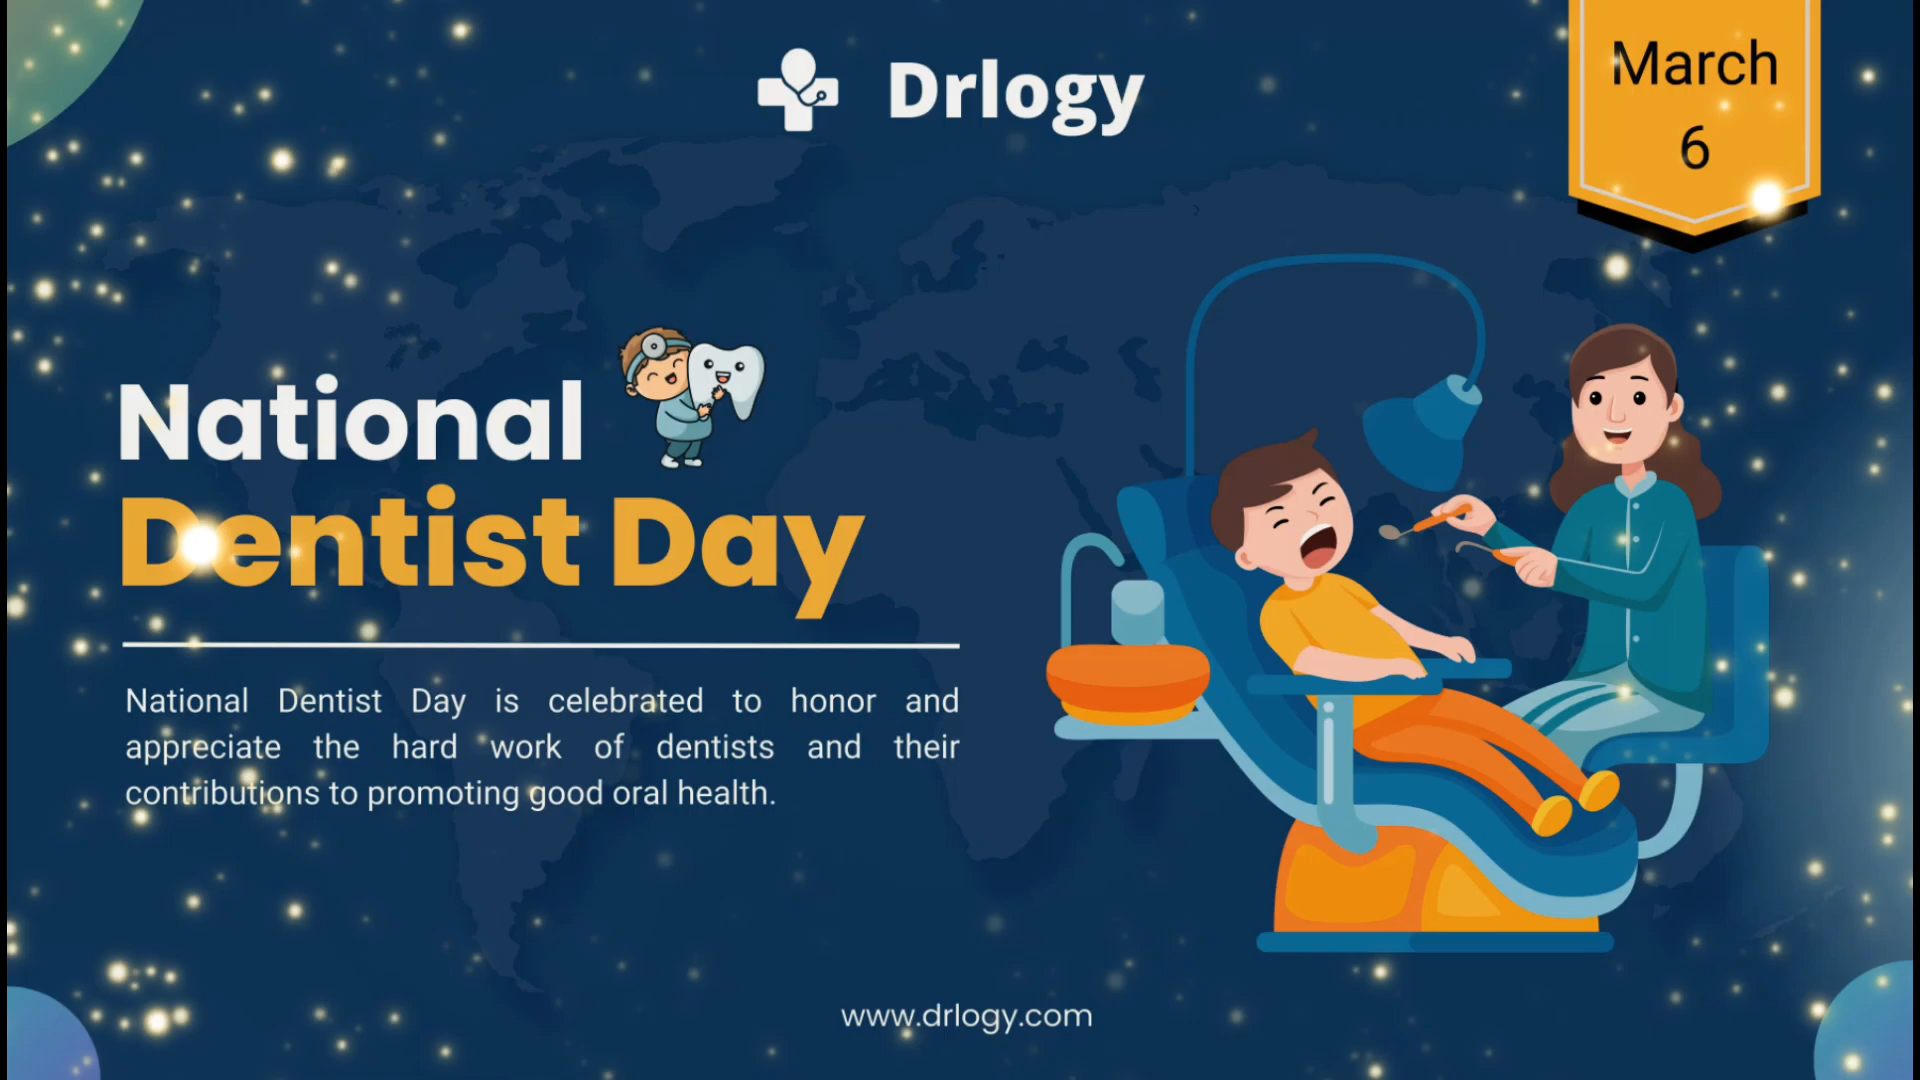 Drlogy
March
6
National
Dentist Day
National Dentist Day is celebrated to honor and
appreciate the hard work of dentists and their
contributions to promoting good oral health.
www.drlogy.com